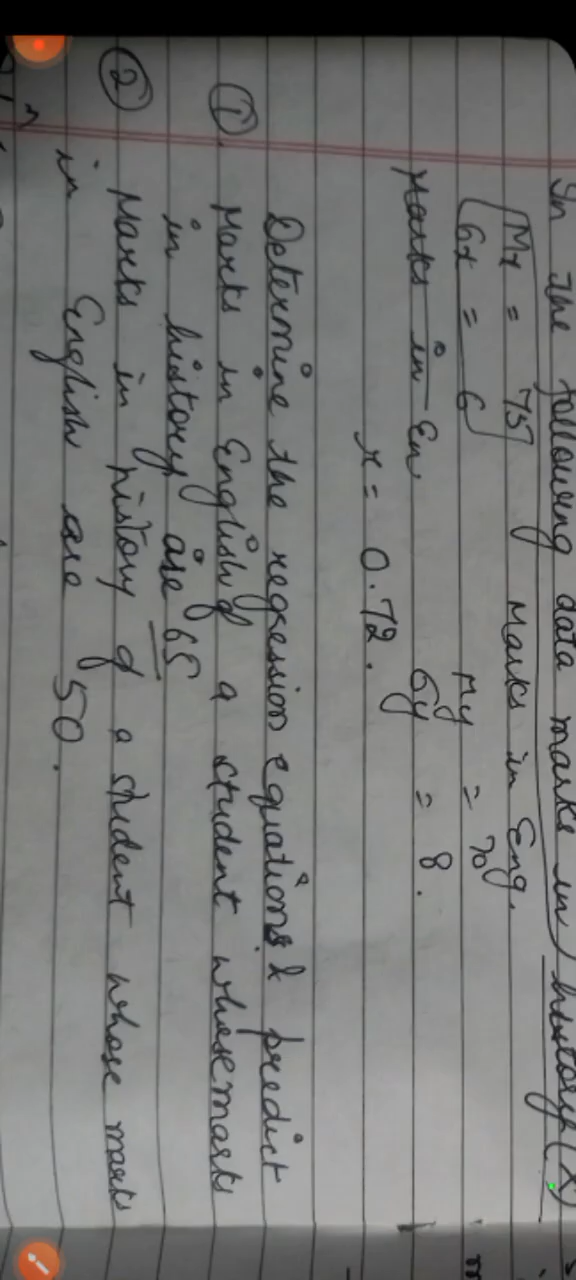 In the following data marks in history (X)
Mx = 75 Marks in Eng.
6x = 6 My = 70
Marks in En 6y = 8.
r = 0.72.
Determine the regression equations & predict
① Marks in English of a student whose marks
in history are 65
② Marks in history of a student whose marks
in English are 50.